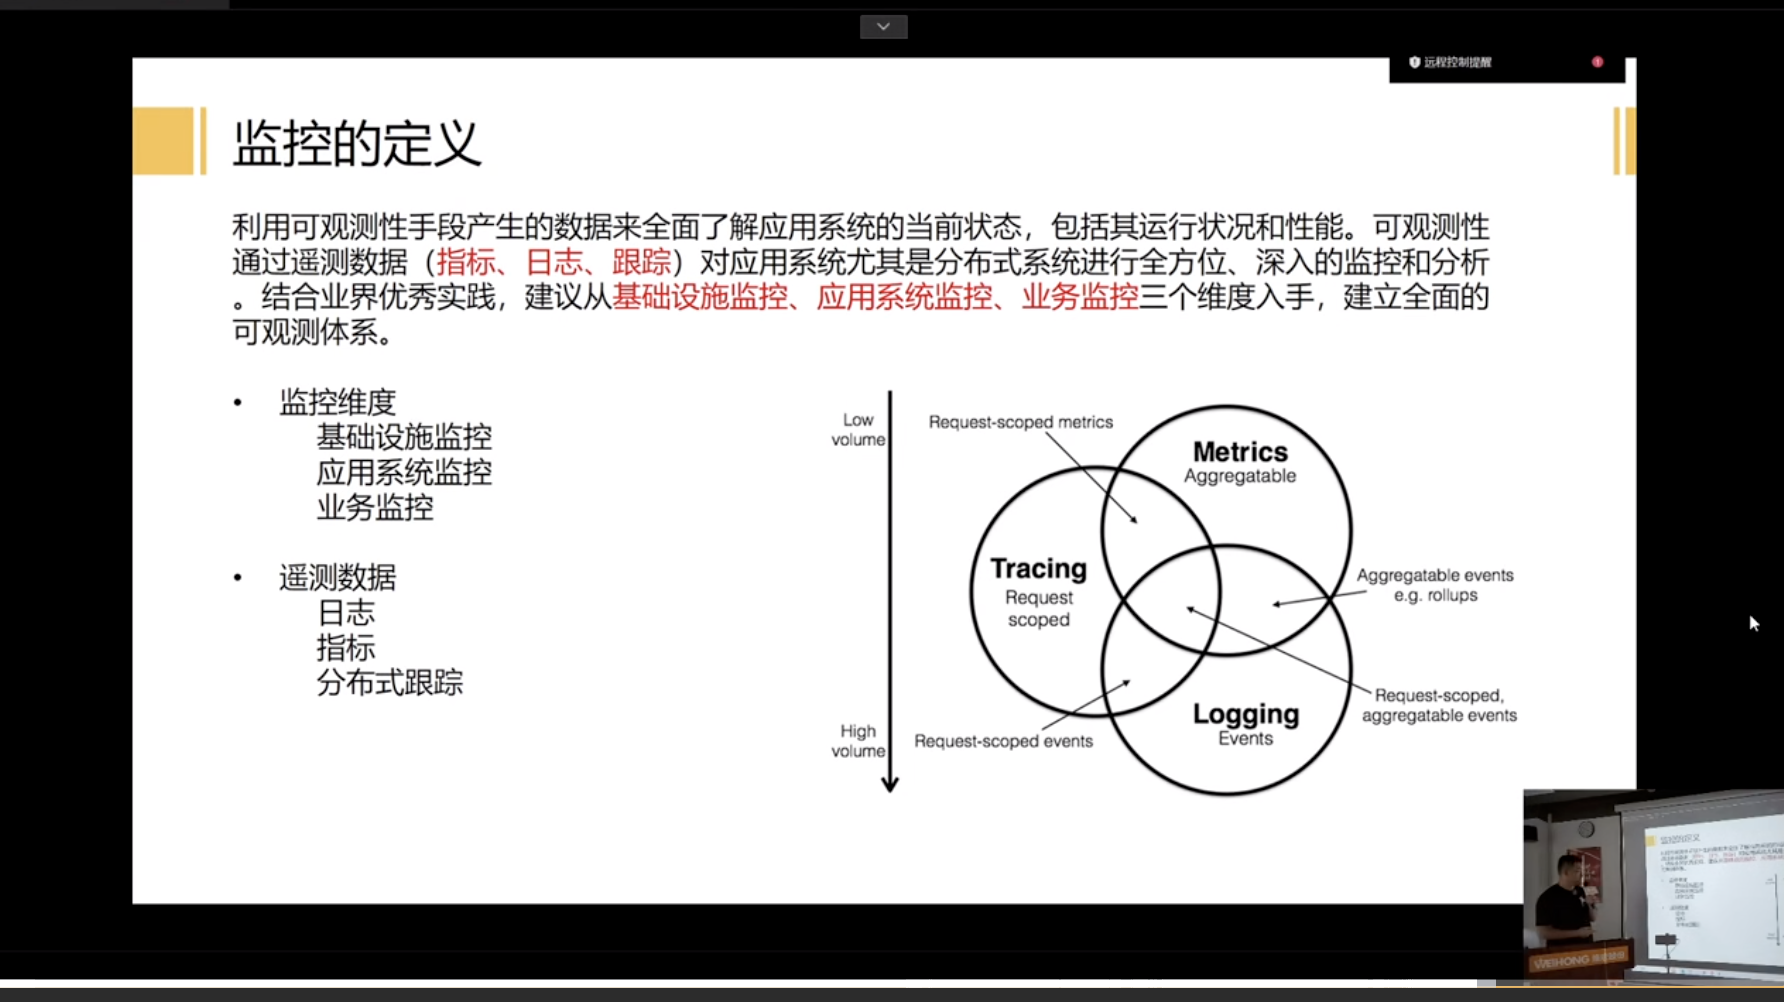 远程控制提醒
监控的定义
利用可观测性手段产生的数据来全面了解应用系统的当前状态，包括其运行状况和性能。可观测性
通过遥测数据（指标、日志、跟踪）对应用系统尤其是分布式系统进行全方位、深入的监控和分析
。结合业界优秀实践，建议从基础设施监控、应用系统监控、业务监控三个维度入手，建立全面的
可观测体系。
• 监控维度
基础设施监控
应用系统监控
业务监控
• 遥测数据
日志
指标
分布式跟踪
Low
volume
High
volume
Request-scoped metrics
Metrics
Aggregatable
Tracing
Request
scoped
Aggregatable events
e.g. rollups
Request-scoped,
aggregatable events
Logging
Events
Request-scoped events
监控的定义
WEIHONG